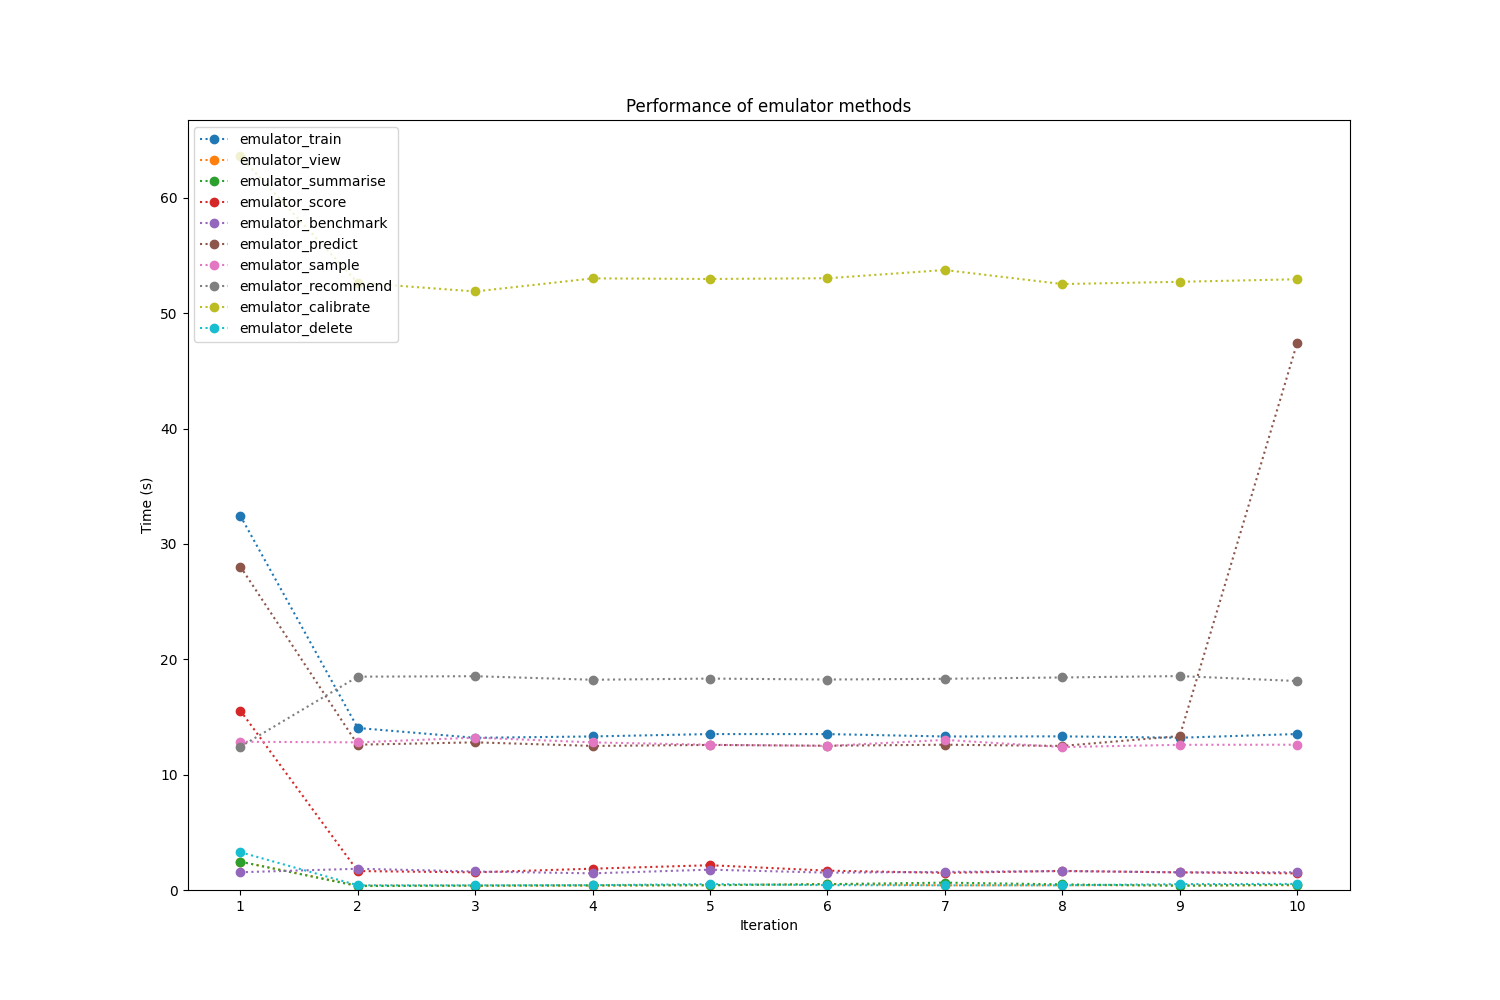 Performance of emulator methods
emulator_train
emulator_view
emulator_summarise
emulator_score
emulator_benchmark
emulator_predict
emulator_sample
emulator_recommend
emulator_calibrate
emulator_delete
60
50
40
30
20
10
0
Time (s)
1 2 3 4 5 6 7 8 9 10
Iteration